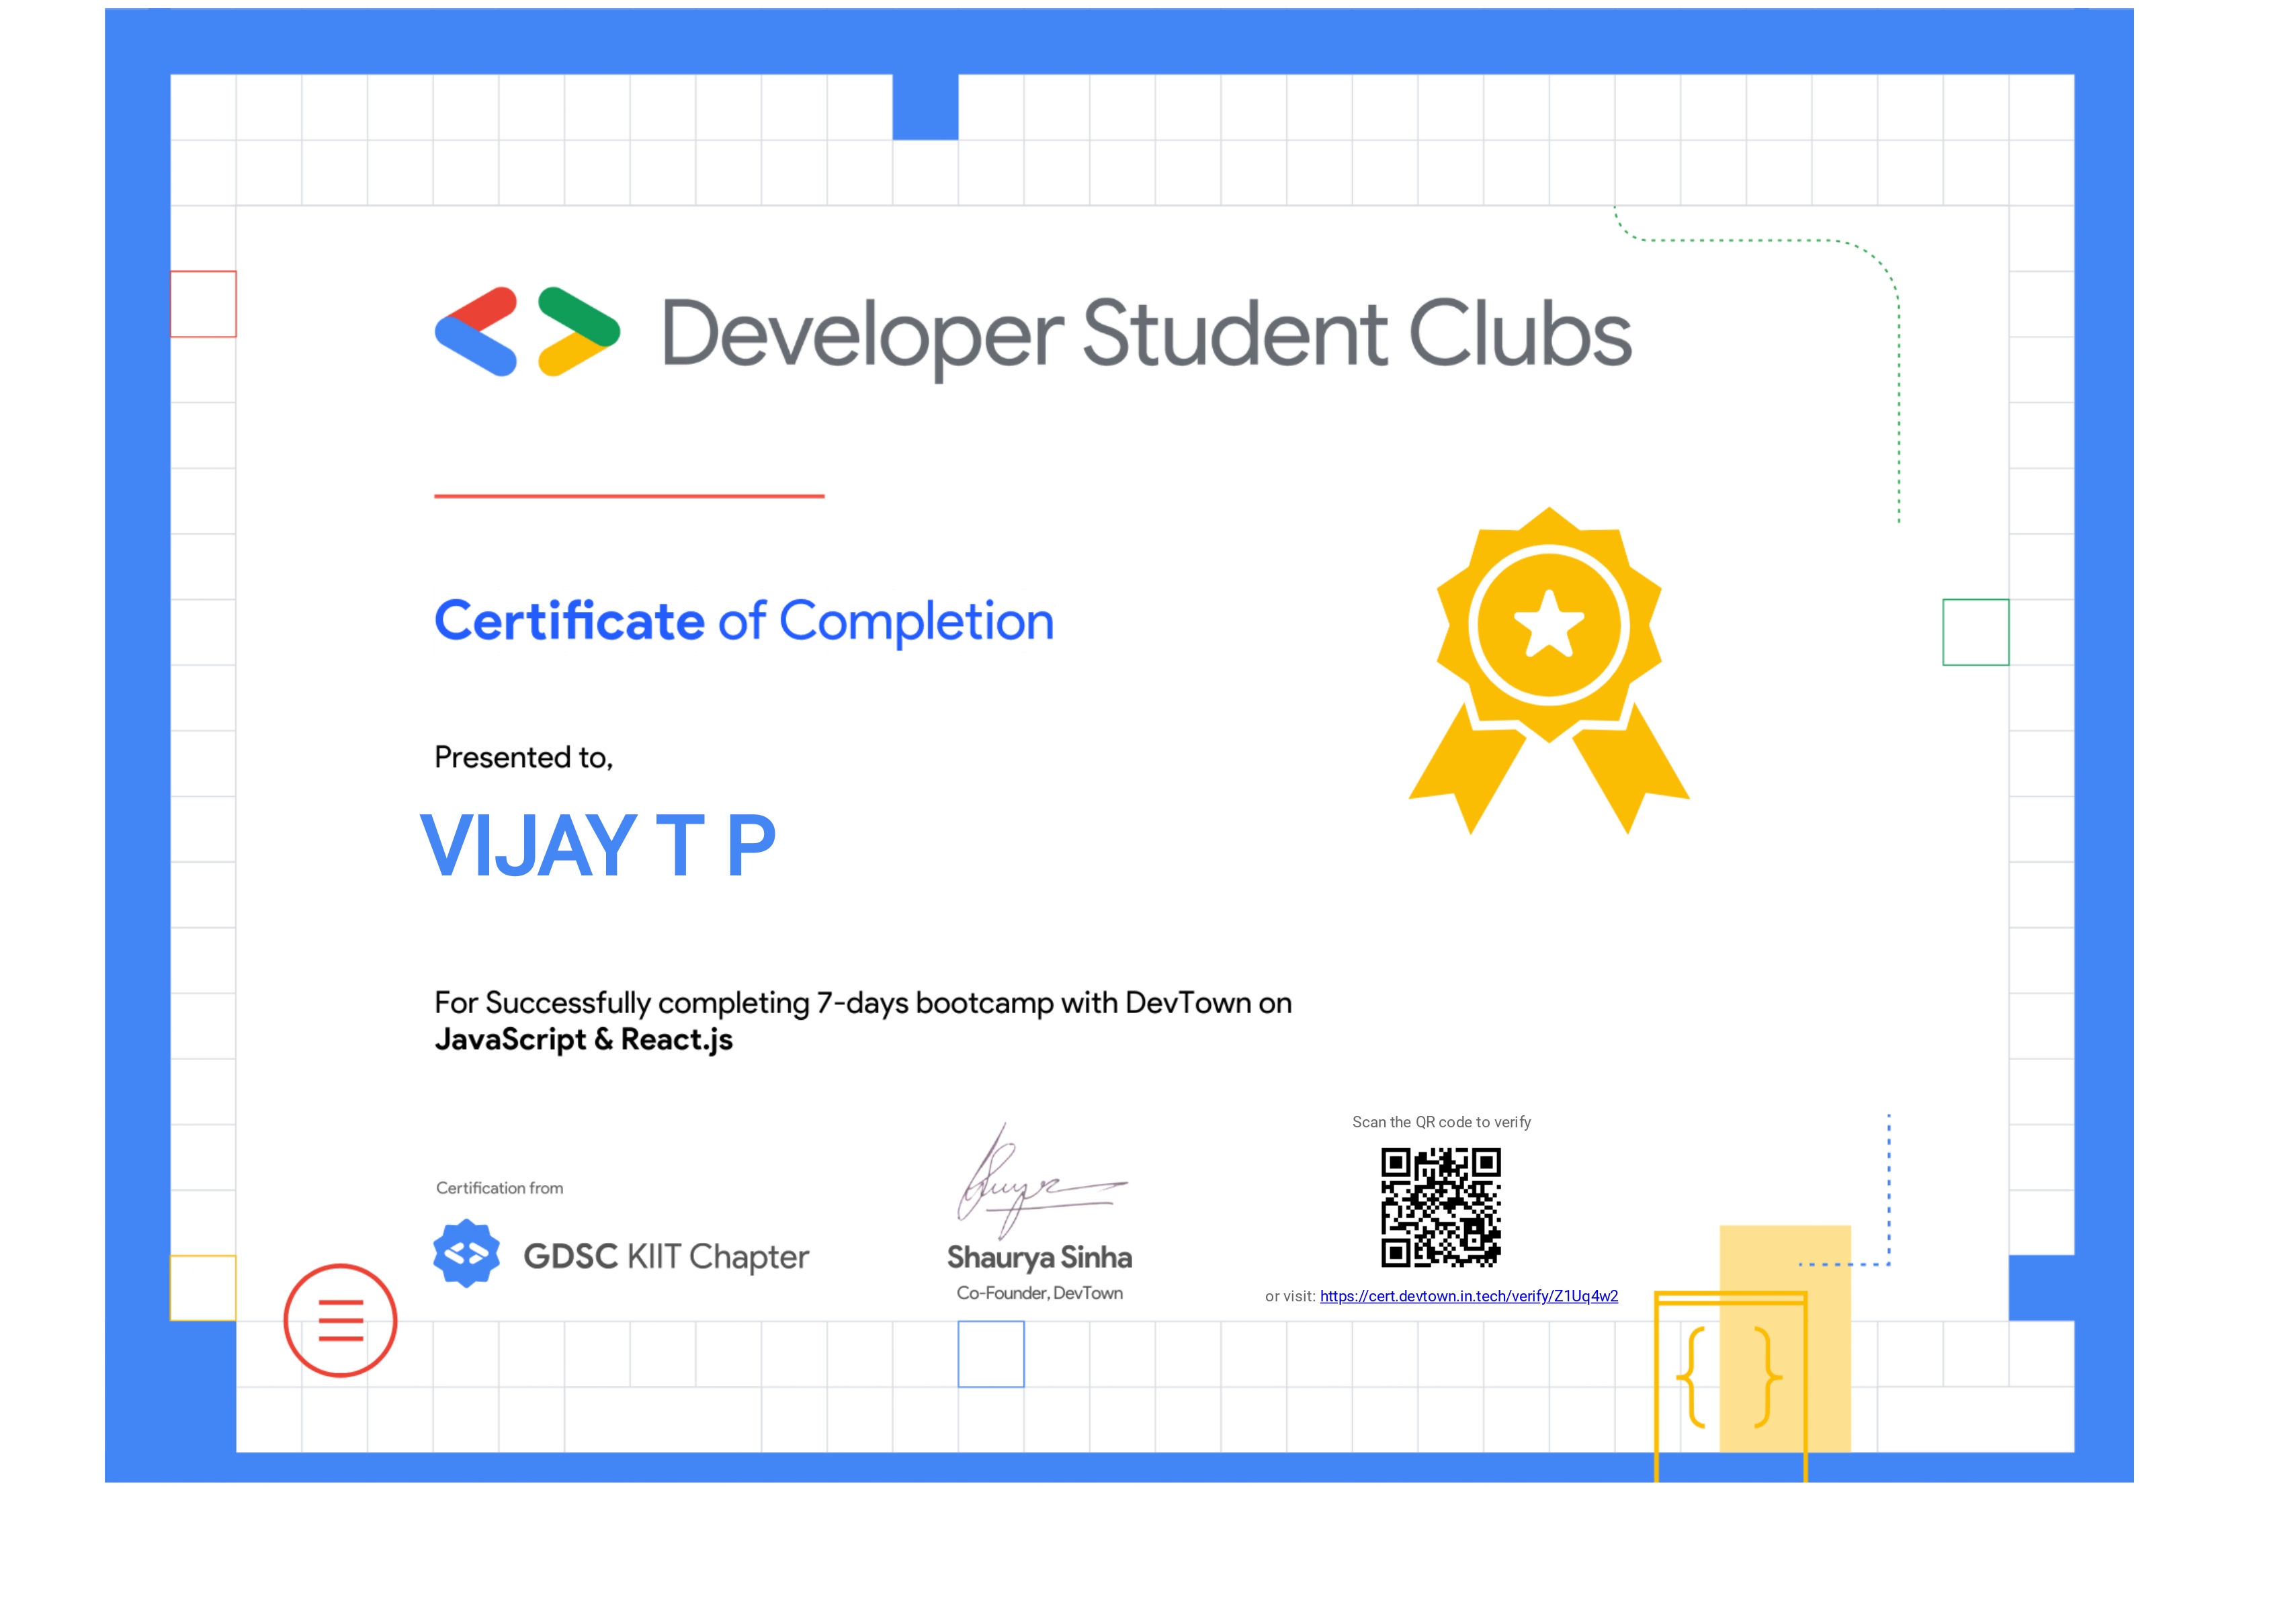 Developer Student Clubs
Certificate of Completion
Presented to,
VIJAY T P
For Successfully completing 7-days bootcamp with DevTown on
JavaScript & React.js
Scan the QR code to verify
Certification from
GDSC KIIT Chapter
Shaurya Sinha
Co-Founder, DevTown
or visit: https://cert.devtown.in.tech/verify/Z1Uq4w2
{ }